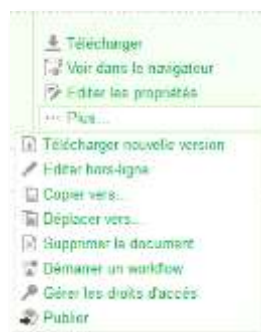 Télécharger
Voir dans le navigateur
Editer les propriétés
Plus...
Télécharger nouvelle version
Editer hors-ligne
Copier vers...
Déplacer vers...
Supprimer le document
Démarrer un workflow
Gérer les droits d'accès
Publier